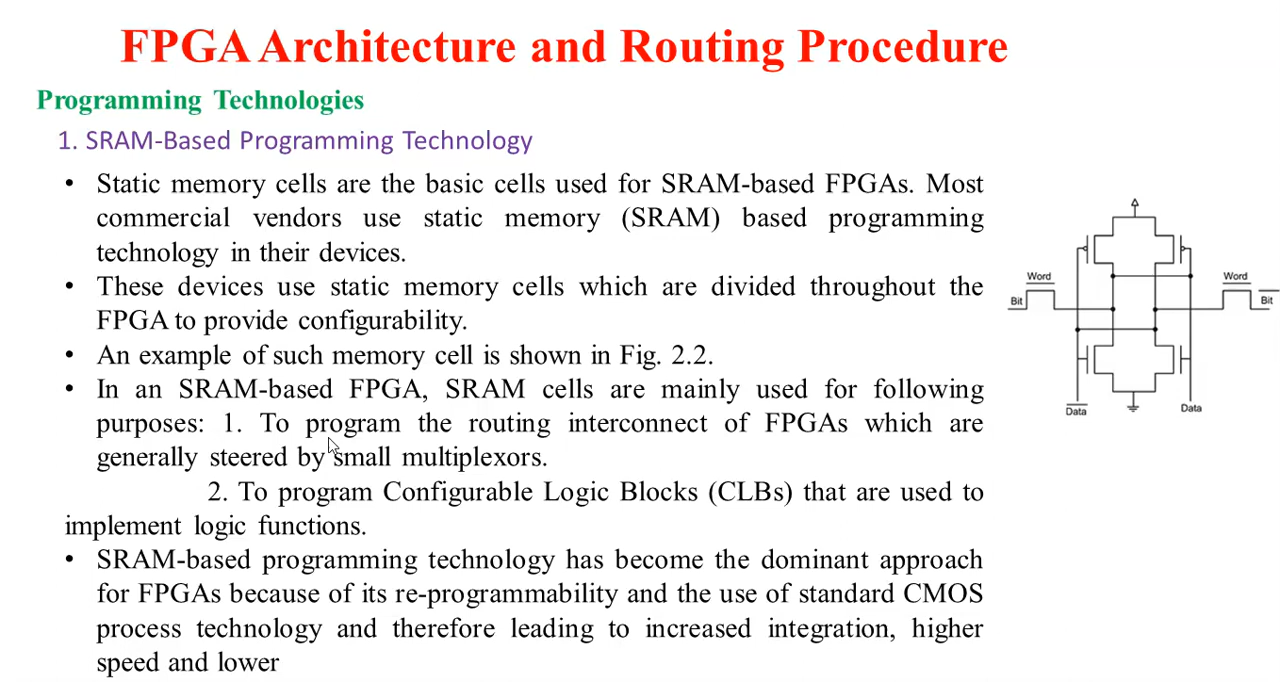 FPGA Architecture and Routing Procedure
Programming Technologies
1. SRAM-Based Programming Technology
• Static memory cells are the basic cells used for SRAM-based FPGAs. Most
commercial vendors use static memory (SRAM) based programming
technology in their devices.
• These devices use static memory cells which are divided throughout the
FPGA to provide configurability.
• An example of such memory cell is shown in Fig. 2.2.
• In an SRAM-based FPGA, SRAM cells are mainly used for following
purposes: 1. To program the routing interconnect of FPGAs which are
generally steered by small multiplexors.
2. To program Configurable Logic Blocks (CLBs) that are used to
implement logic functions.
• SRAM-based programming technology has become the dominant approach
for FPGAs because of its re-programmability and the use of standard CMOS
process technology and therefore leading to increased integration, higher
speed and lower
Word
Word
Bit
Bit
Data
Data